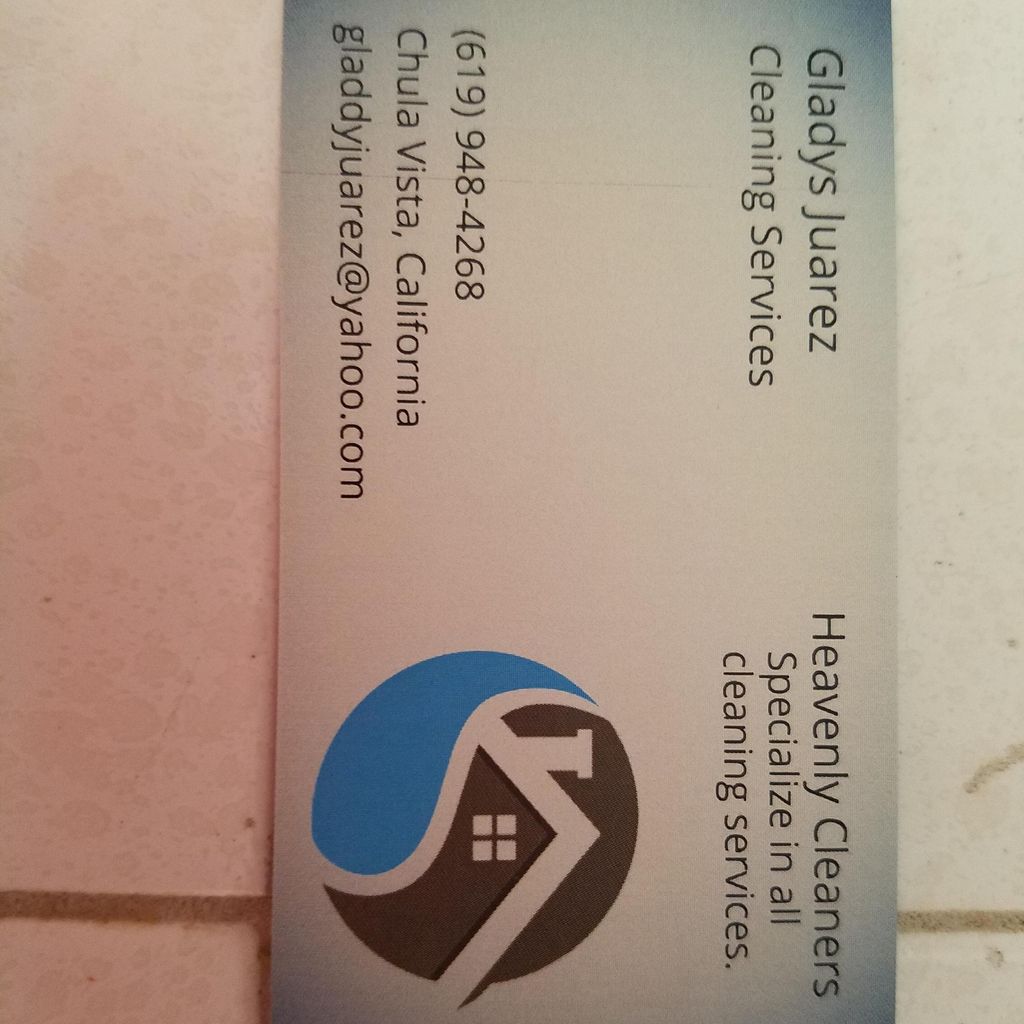 Gladys Juarez
Cleaning Services
Heavenly Cleaners
Specialize in all
cleaning services.
(619) 948-4268
Chula Vista, California
gladdyjuarez@yahoo.com